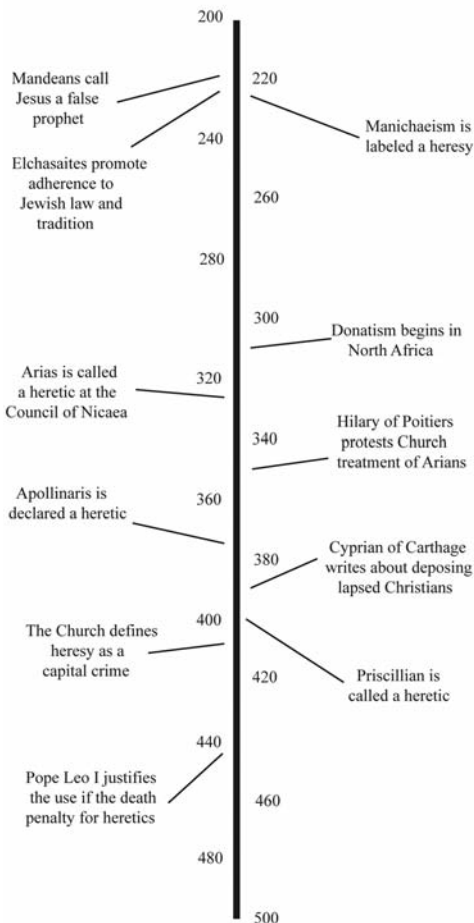 200
Mandeans call
Jesus a false
prophet
220
Manichaeism is
labeled a heresy
240
Elchasaites promote
adherence to
Jewish law and
tradition
260
280
300
Donatism begins in
North Africa
Arias is called
a heretic at the
Council of Nicaea
320
Hilary of Poitiers
protests Church
treatment of Arians
340
Apollinaris is
declared a heretic
360
380
Cyprian of Carthage
writes about deposing
lapsed Christians
400
The Church defines
heresy as a
capital crime
420
Priscillian is
called a heretic
440
Pope Leo I justifies
the use if the death
penalty for heretics
460
480
500